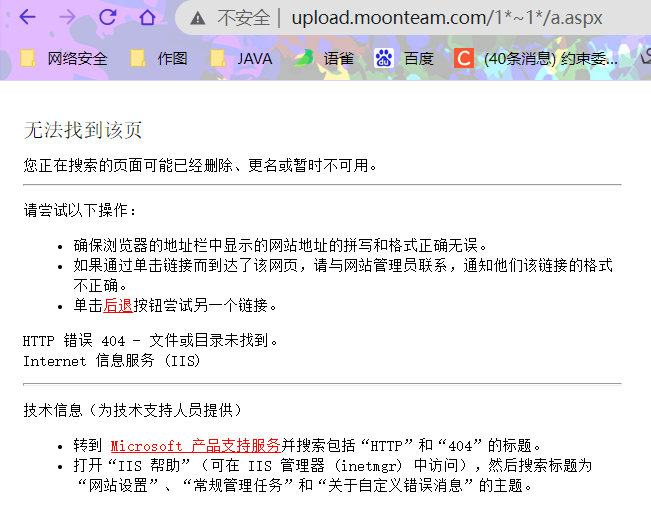 不安全 | upload.moonteam.com/1*~1*/a.aspx
网络安全 作图 JAVA 语雀 百度 C (40条消息) 约束委...
无法找到该页
您正在搜索的页面可能已经删除、更名或暂时不可用。
请尝试以下操作：
• 确保浏览器的地址栏中显示的网站地址的拼写和格式正确无误。
• 如果通过单击链接而到达了该网页，请与网站管理员联系，通知他们该链接的格式
不正确。
• 单击后退按钮尝试另一个链接。
HTTP 错误 404 - 文件或目录未找到。
Internet 信息服务 (IIS)
技术信息（为技术支持人员提供）
• 转到 Microsoft 产品支持服务并搜索包括“HTTP”和“404”的标题。
• 打开“IIS 帮助”（可在 IIS 管理器 (inetmgr) 中访问），然后搜索标题为
“网站设置”、“常规管理任务”和“关于自定义错误消息”的主题。